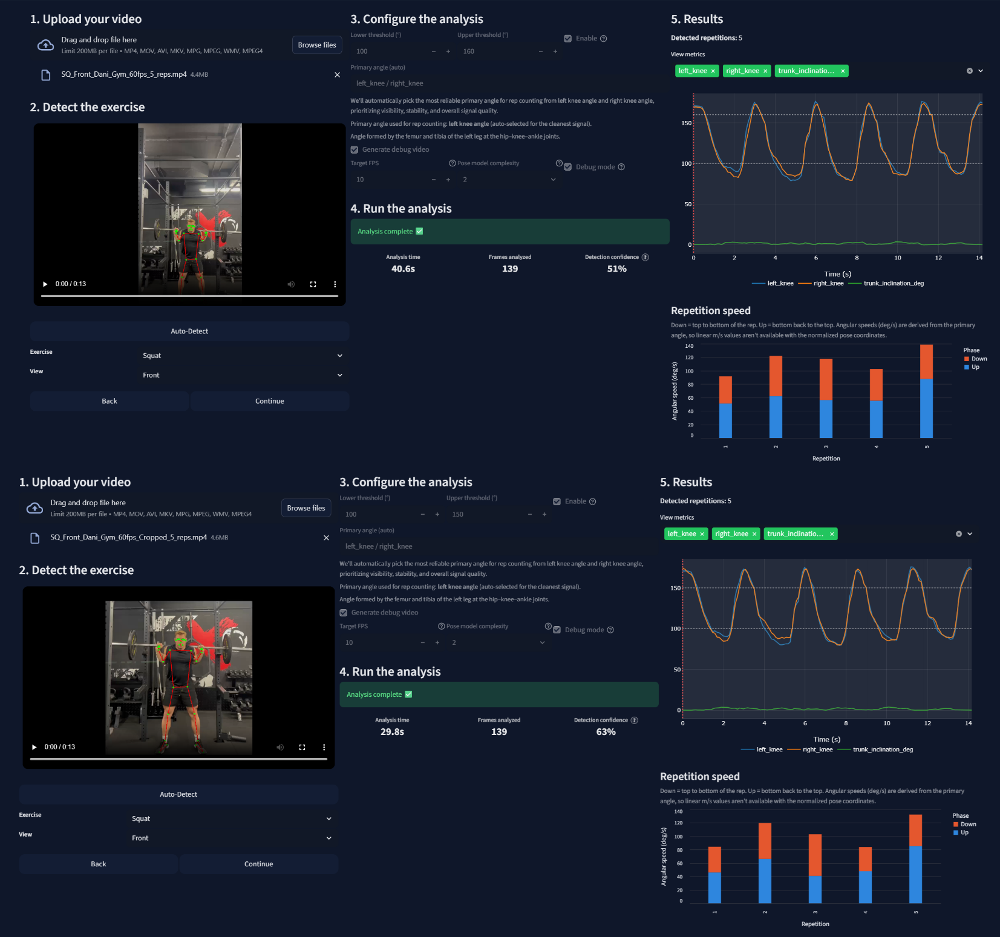 1. Upload your video
Drag and drop file here
Limit 200MB per file • MP4, MOV, AVI, MKV, MPG, MPEG, WMV, MPEG4
Browse files
SQ_Front_Dani_Gym_60fps_5_reps.mp4 4.4MB
2. Detect the exercise
0:00 / 0:13
Auto-Detect
Exercise
Squat
View
Front
Back
Continue
3. Configure the analysis
Lower threshold (°)
Upper threshold (°)
Enable
100
160
Primary angle (auto)
left_knee / right_knee
We'll automatically pick the most reliable primary angle for rep counting from left knee angle and right knee angle,
prioritizing visibility, stability, and overall signal quality.
Primary angle used for rep counting: left knee angle (auto-selected for the cleanest signal).
Angle formed by the femur and tibia of the left leg at the hip–knee–ankle joints.
Generate debug video
Target FPS
Pose model complexity
Debug mode
10
2
4. Run the analysis
Analysis complete ✅
Analysis time
40.6s
Frames analyzed
139
Detection confidence
51%
5. Results
Detected repetitions: 5
View metrics
left_knee × right_knee × trunk_inclinatio... ×
150
100
50
0
0 2 4 6 8 10 12 14
Time (s)
left_knee right_knee trunk_inclination_deg
Repetition speed
Down = top to bottom of the rep. Up = bottom back to the top. Angular speeds (deg/s) are derived from the primary
angle, so linear m/s values aren't available with the normalized pose coordinates.
Angular speed (deg/s)
140
120
100
80
60
40
20
0
1 2 3 4 5
Repetition
Phase
Down
Up
1. Upload your video
Drag and drop file here
Limit 200MB per file • MP4, MOV, AVI, MKV, MPG, MPEG, WMV, MPEG4
Browse files
SQ_Front_Dani_Gym_60fps_Cropped_5_reps.mp4 4.6MB
2. Detect the exercise
0:00 / 0:13
Auto-Detect
Exercise
Squat
View
Front
Back
Continue
3. Configure the analysis
Lower threshold (°)
Upper threshold (°)
Enable
100
150
Primary angle (auto)
left_knee / right_knee
We'll automatically pick the most reliable primary angle for rep counting from left knee angle and right knee angle,
prioritizing visibility, stability, and overall signal quality.
Primary angle used for rep counting: left knee angle (auto-selected for the cleanest signal).
Angle formed by the femur and tibia of the left leg at the hip–knee–ankle joints.
Generate debug video
Target FPS
Pose model complexity
Debug mode
10
2
4. Run the analysis
Analysis complete ✅
Analysis time
29.8s
Frames analyzed
139
Detection confidence
63%
5. Results
Detected repetitions: 5
View metrics
left_knee × right_knee × trunk_inclinatio... ×
150
100
50
0
0 2 4 6 8 10 12 14
Time (s)
left_knee right_knee trunk_inclination_deg
Repetition speed
Down = top to bottom of the rep. Up = bottom back to the top. Angular speeds (deg/s) are derived from the primary
angle, so linear m/s values aren't available with the normalized pose coordinates.
Angular speed (deg/s)
140
120
100
80
60
40
20
0
1 2 3 4 5
Repetition
Phase
Down
Up